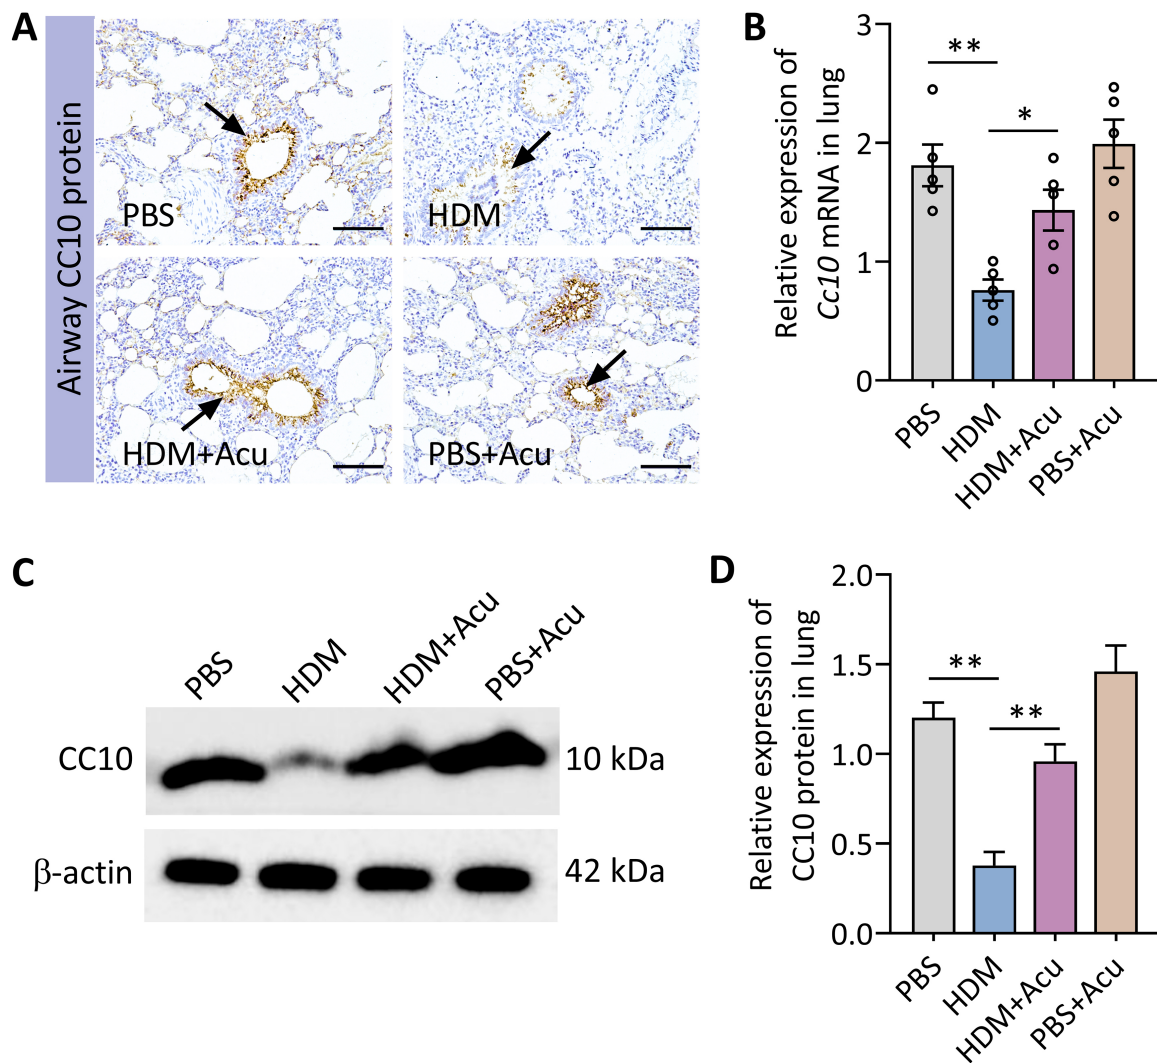 A
Airway CC10 protein
PBS
HDM
HDM+Acu
PBS+Acu
B
Relative expression of
Cc10 mRNA in lung
3
2
1
0
**
*
PBS
HDM
HDM+Acu
PBS+Acu
C
PBS
HDM
HDM+Acu
PBS+Acu
CC10
10 kDa
β-actin
42 kDa
D
Relative expression of
CC10 protein in lung
2.0
1.5
1.0
0.5
0.0
**
**
PBS
HDM
HDM+Acu
PBS+Acu